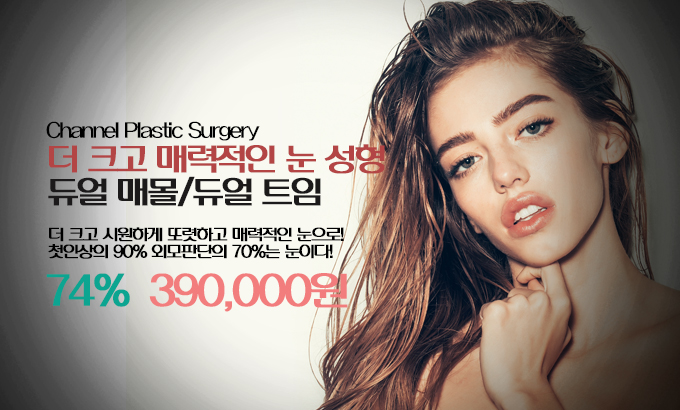 Channel Plastic Surgery
더 크고 매력적인 눈 성형
듀얼 매몰/듀얼 트임
더 크고 시원하게 또렷하고 매력적인 눈으로!
첫인상의 90% 외모판단의 70%는 눈이다!
74% 390,000원